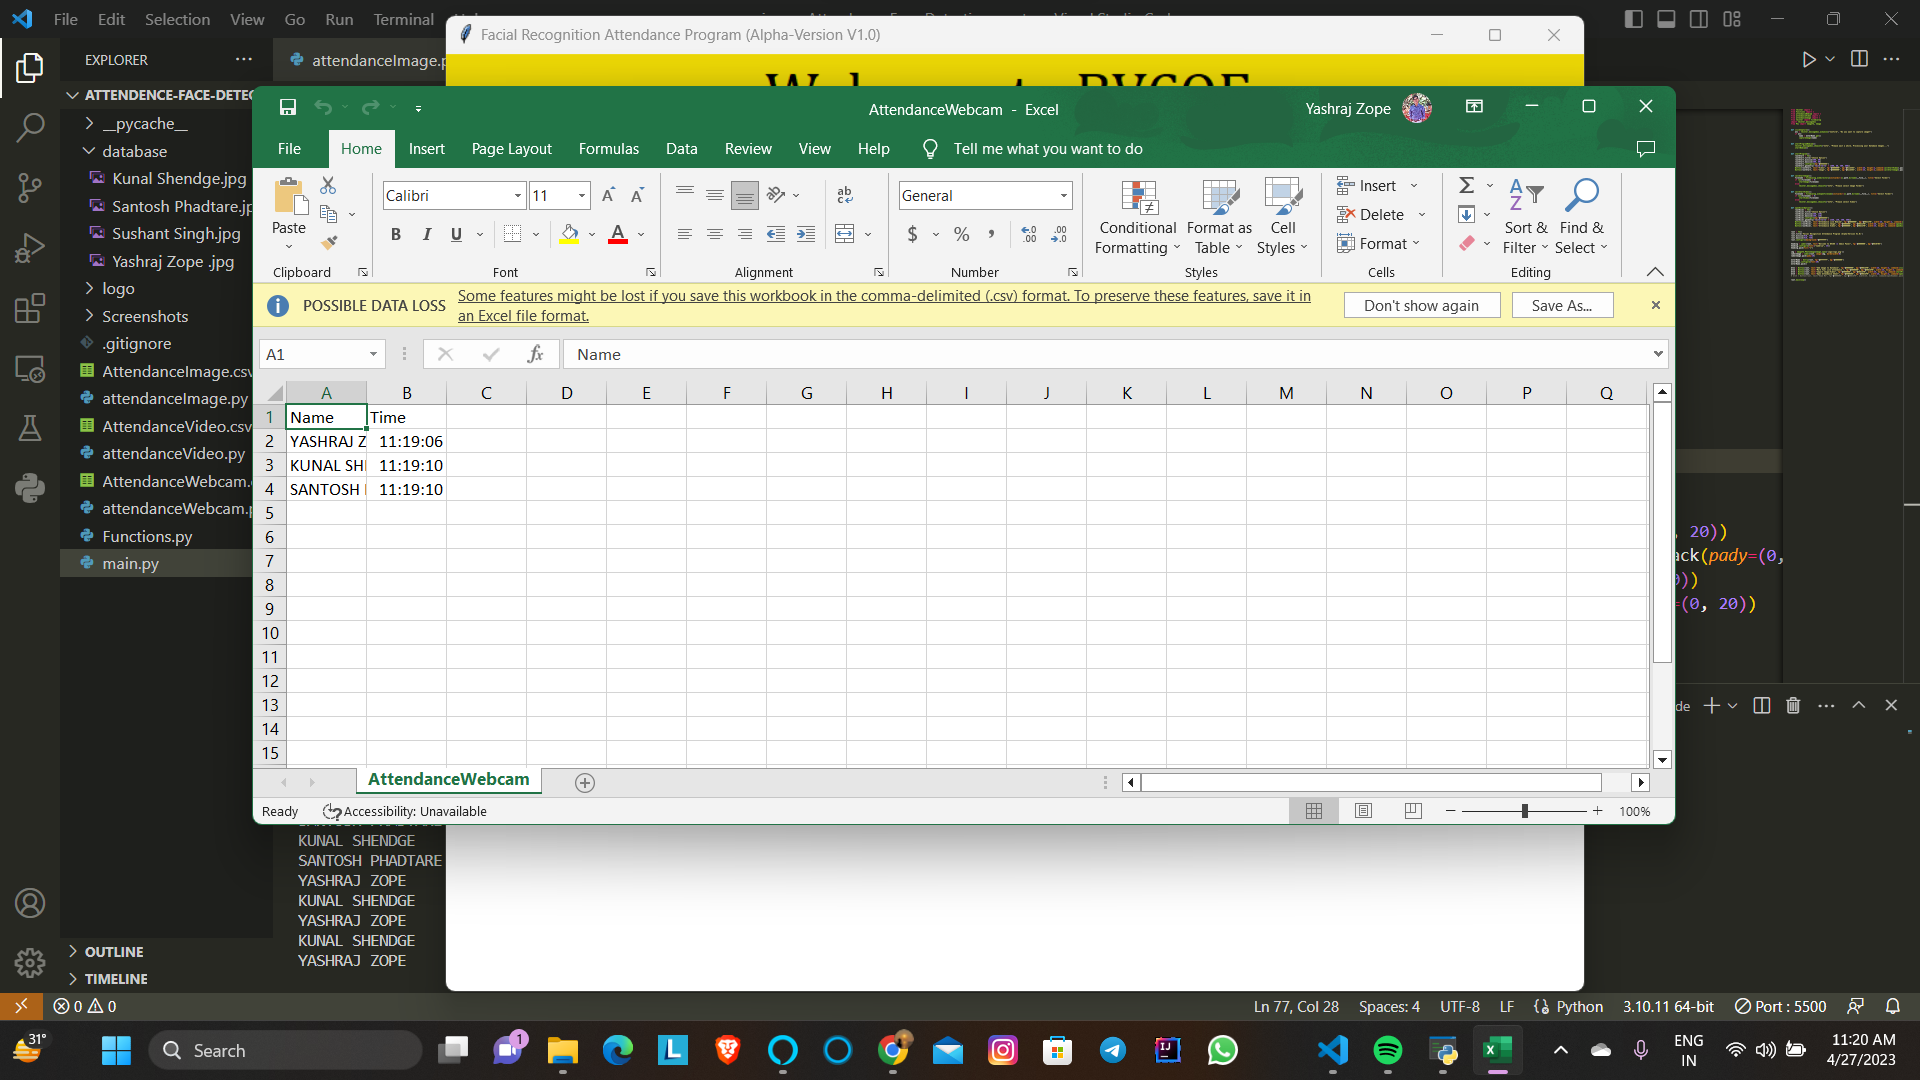 File Edit Selection View Go Run Terminal
Facial Recognition Attendance Program (Alpha-Version V1.0)
EXPLORER
attendanceImage.p
ATTENDENCE-FACE-DETEC
__pycache__
database
Kunal Shendge.jpg
Santosh Phadtare.jp
Sushant Singh.jpg
Yashraj Zope .jpg
logo
Screenshots
.gitignore
AttendanceImage.csv
attendanceImage.py
AttendanceVideo.csv
attendanceVideo.py
AttendanceWebcam.
attendanceWebcam.p
Functions.py
main.py
OUTLINE
TIMELINE
AttendanceWebcam - Excel
Yashraj Zope
File Home Insert Page Layout Formulas Data Review View Help Tell me what you want to do
Paste
Clipboard
Calibri 11
B I U
Font
ab
Alignment
General
$ % ,
Number
Conditional Formatting
Format as Table
Cell Styles
Styles
Insert
Delete
Format
Cells
Sort & Filter
Find & Select
Editing
POSSIBLE DATA LOSS Some features might be lost if you save this workbook in the comma-delimited (.csv) format. To preserve these features, save it in
an Excel file format.
Don't show again
Save As...
A1 fx Name
A B C D E F G H I J K L M N O P Q
1 Name Time
2 YASHRAJ Z 11:19:06
3 KUNAL SHI 11:19:10
4 SANTOSH 11:19:10
5
6
7
8
9
10
11
12
13
14
15
AttendanceWebcam
Ready Accessibility: Unavailable
100%
, 20))
ack(pady=(0,
))
=(0, 20))
de
KUNAL SHENDGE
SANTOSH PHADTARE
YASHRAJ ZOPE
KUNAL SHENDGE
YASHRAJ ZOPE
KUNAL SHENDGE
YASHRAJ ZOPE
0 0
Ln 77, Col 28 Spaces: 4 UTF-8 LF Python 3.10.11 64-bit Port : 5500
31°
Search
1
L
IJ
ENG
IN
11:20 AM
4/27/2023